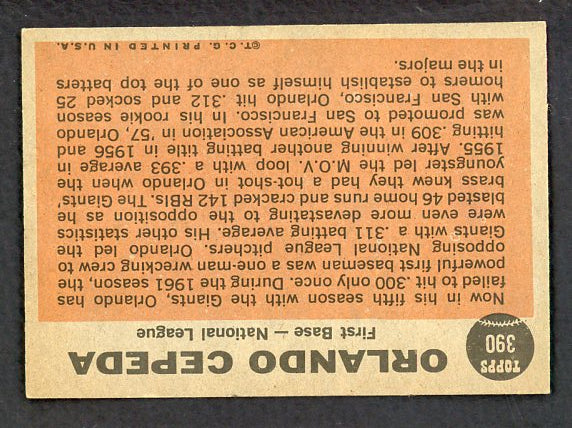 TOPPS
390
ORLANDO CEPEDA
First Base — National League
Now in his fifth season with the Giants, Orlando, has
failed to hit .300 only once. During the 1961 season, the
powerful first baseman was a one-man wrecking crew to
opposing National League pitchers. Orlando led the
Giants with a .311 batting average. His other statistics
were even more devastating to the opposition as he
blasted 46 home runs and cracked 142 RBIs. The Giants'
brass knew they had a hot-shot in Orlando when the
youngster led the M.O.V. loop with a .393 average in
1955. After winning another batting title in 1956 and
hitting .309 in the American Association in '57, Orlando
was promoted to San Francisco. In his rookie season
with San Francisco, Orlando hit .312 and socked 25
homers to establish himself as one of the top batters
in the majors.
©T.C.G. PRINTED IN U.S.A.